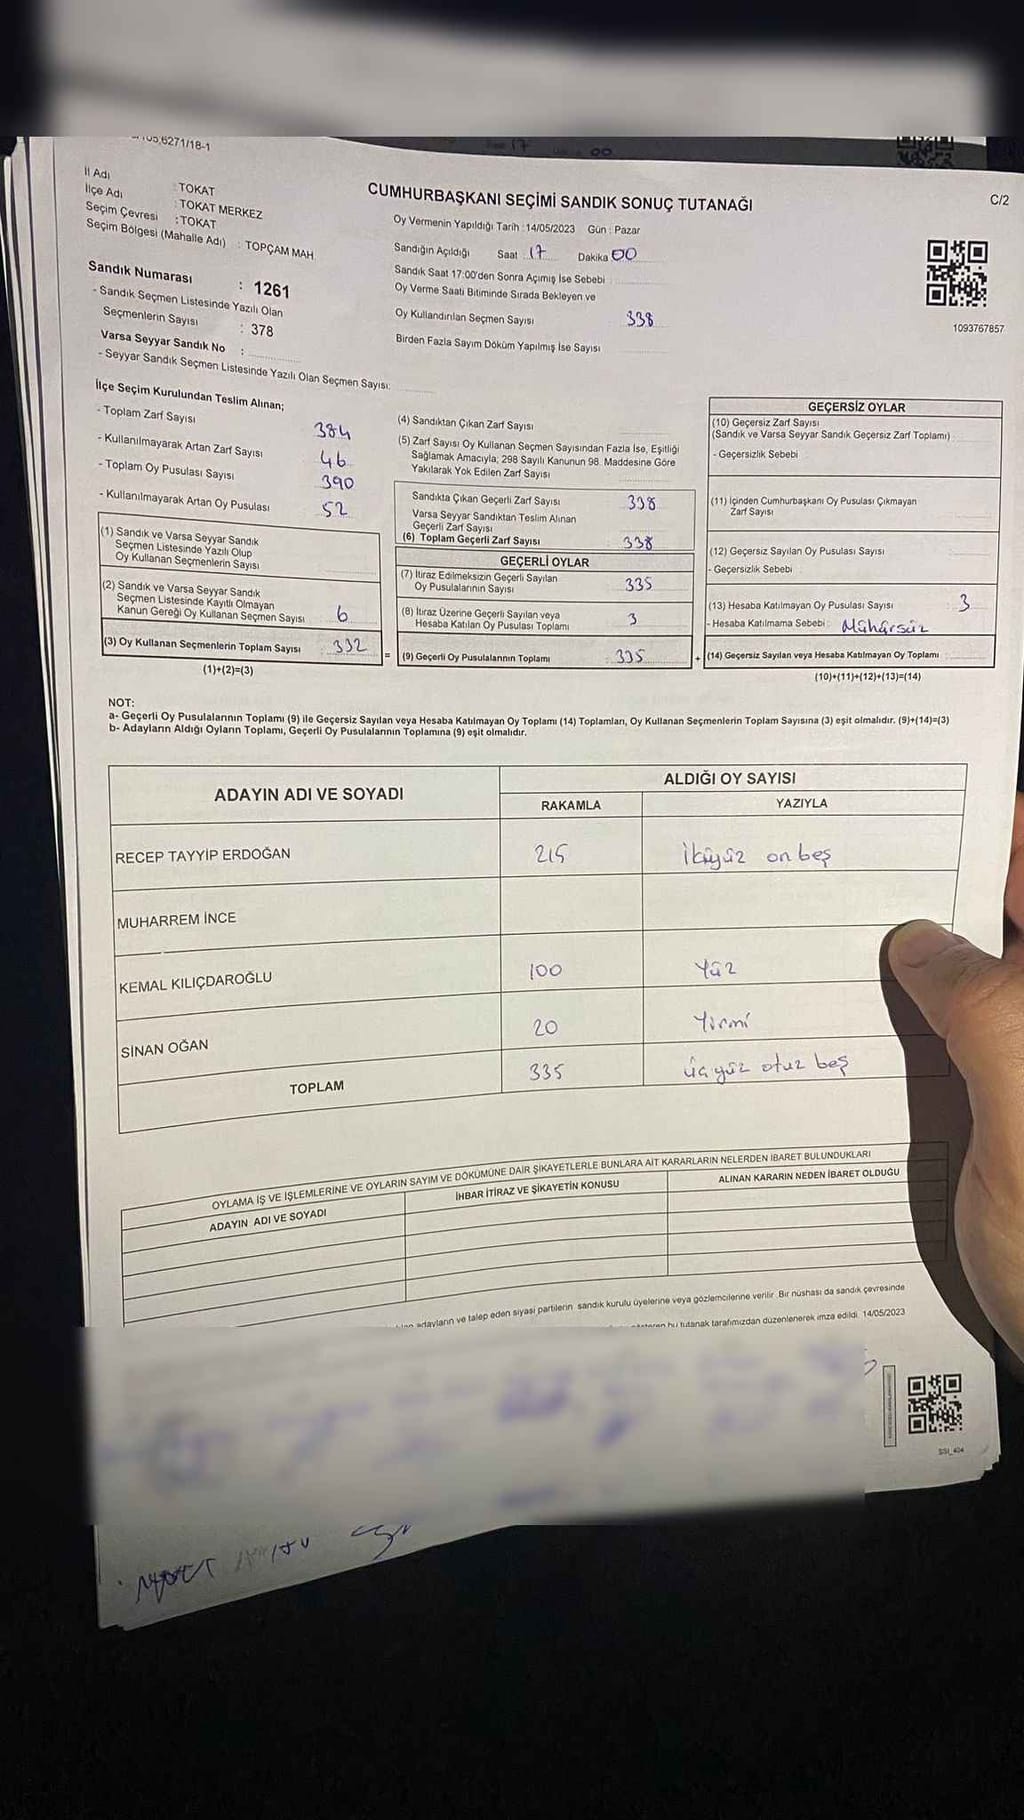 6271/18-1
İl Adı : TOKAT
İlçe Adı : TOKAT MERKEZ
Seçim Çevresi : TOKAT
Seçim Bölgesi (Mahalle Adı) : TOPÇAM MAH
Sandık Numarası : 1261
- Sandık Seçmen Listesinde Yazılı Olan
Seçmenlerin Sayısı : 378
Varsa Seyyar Sandık No :
- Seyyar Sandık Seçmen Listesinde Yazılı Olan Seçmen Sayısı:
CUMHURBAŞKANI SEÇİMİ SANDIK SONUÇ TUTANAĞI
C/2
Oy Vermenin Yapıldığı Tarih : 14/05/2023 Gün : Pazar
Sandığın Açıldığı Saat 17 Dakika 00
Sandık Saat 17:00'den Sonra Açımış İse Sebebi :
Oy Verme Saati Bitiminde Sırada Bekleyen ve
Oy Kullandırılan Seçmen Sayısı 338
Birden Fazla Sayım Döküm Yapılmış İse Sayısı
1093767857
İlçe Seçim Kurulundan Teslim Alınan;
- Toplam Zarf Sayısı 384
- Kullanılmayarak Artan Zarf Sayısı 46
- Toplam Oy Pusulası Sayısı 390
- Kullanılmayarak Artan Oy Pusulası 52
(1) Sandık ve Varsa Seyyar Sandık
Seçmen Listesinde Yazılı Olup
Oy Kullanan Seçmenlerin Sayısı
(2) Sandık ve Varsa Seyyar Sandık
Seçmen Listesinde Kayıtlı Olmayan
Kanun Gereği Oy Kullanan Seçmen Sayısı 6
(3) Oy Kullanan Seçmenlerin Toplam Sayısı : 332
=
(1)+(2)=(3)
(4) Sandıktan Çıkan Zarf Sayısı
(5) Zarf Sayısı Oy Kullanan Seçmen Sayısından Fazla İse, Eşitliği
Sağlamak Amacıyla; 298 Sayılı Kanunun 98. Maddesine Göre
Yakılarak Yok Edilen Zarf Sayısı
Sandıkta Çıkan Geçerli Zarf Sayısı 338
Varsa Seyyar Sandıktan Teslim Alınan
Geçerli Zarf Sayısı
(6) Toplam Geçerli Zarf Sayısı 338
GEÇERLİ OYLAR
(7) İtiraz Edilmeksizin Geçerli Sayılan
Oy Pusulalarının Sayısı 335
(8) İtiraz Üzerine Geçerli Sayılan veya
Hesaba Katılan Oy Pusulası Toplamı 3
(9) Geçerli Oy Pusulalarının Toplamı : 335
+
GEÇERSİZ OYLAR
(10) Geçersiz Zarf Sayısı
(Sandık ve Varsa Seyyar Sandık Geçersiz Zarf Toplamı)
- Geçersizlik Sebebi
(11) İçinden Cumhurbaşkanı Oy Pusulası Çıkmayan
Zarf Sayısı
(12) Geçersiz Sayılan Oy Pusulası Sayısı
- Geçersizlik Sebebi
(13) Hesaba Katılmayan Oy Pusulası Sayısı : 3
- Hesaba Katılmama Sebebi : Mühürsüz
(14) Geçersiz Sayılan veya Hesaba Katılmayan Oy Toplamı
(10)+(11)+(12)+(13)=(14)
NOT:
a- Geçerli Oy Pusulalarının Toplamı (9) ile Geçersiz Sayılan veya Hesaba Katılmayan Oy Toplamı (14) Toplamları, Oy Kullanan Seçmenlerin Toplam Sayısına (3) eşit olmalıdır. (9)+(14)=(3)
b- Adayların Aldığı Oyların Toplamı, Geçerli Oy Pusulalarının Toplamına (9) eşit olmalıdır.
ADAYIN ADI VE SOYADI
ALDIĞI OY SAYISI
RAKAMLA YAZIYLA
RECEP TAYYİP ERDOĞAN 215 ikiyüz on beş
MUHARREM İNCE
KEMAL KILIÇDAROĞLU 100 Yüz
SİNAN OĞAN 20 Yirmi
TOPLAM 335 üç yüz otuz beş
OYLAMA İŞ VE İŞLEMLERİNE VE OYLARIN SAYIM VE DÖKÜMÜNE DAİR ŞİKAYETLERLE BUNLARA AİT KARARLARIN NELERDEN İBARET BULUNDUKLARI
ADAYIN ADI VE SOYADI İHBAR İTİRAZ VE ŞİKAYETİN KONUSU ALINAN KARARIN NEDEN İBARET OLDUĞU
adayların ve talep eden siyasi partilerin sandık kurulu üyelerine veya gözlemcilerine verilir. Bir nüshası da sandık çevresinde
bu tutanak tarafımızdan düzenlenerek imza edildi. 14/05/2023
SSI_404